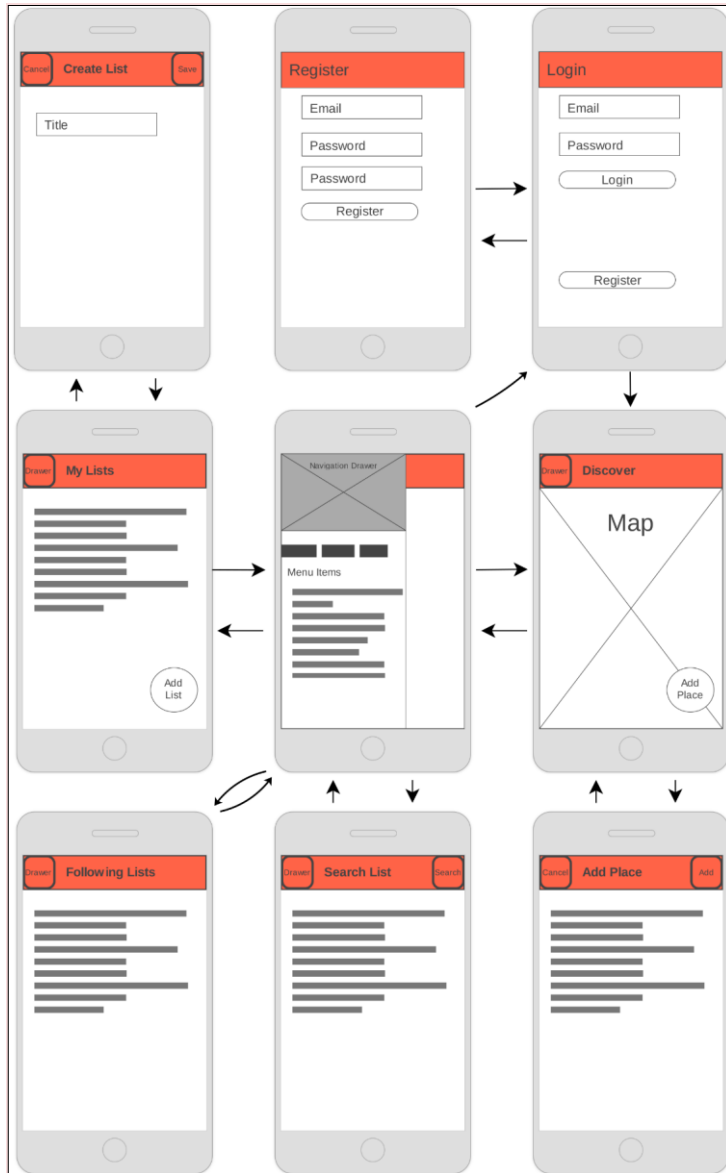 Cancel
Create List
Save
Title
Register
Email
Password
Password
Register
Login
Email
Password
Login
Register
Drawer
My Lists
Add
List
Navigation Drawer
Menu Items
Drawer
Discover
Map
Add
Place
Drawer
Following Lists
Drawer
Search List
Search
Cancel
Add Place
Add